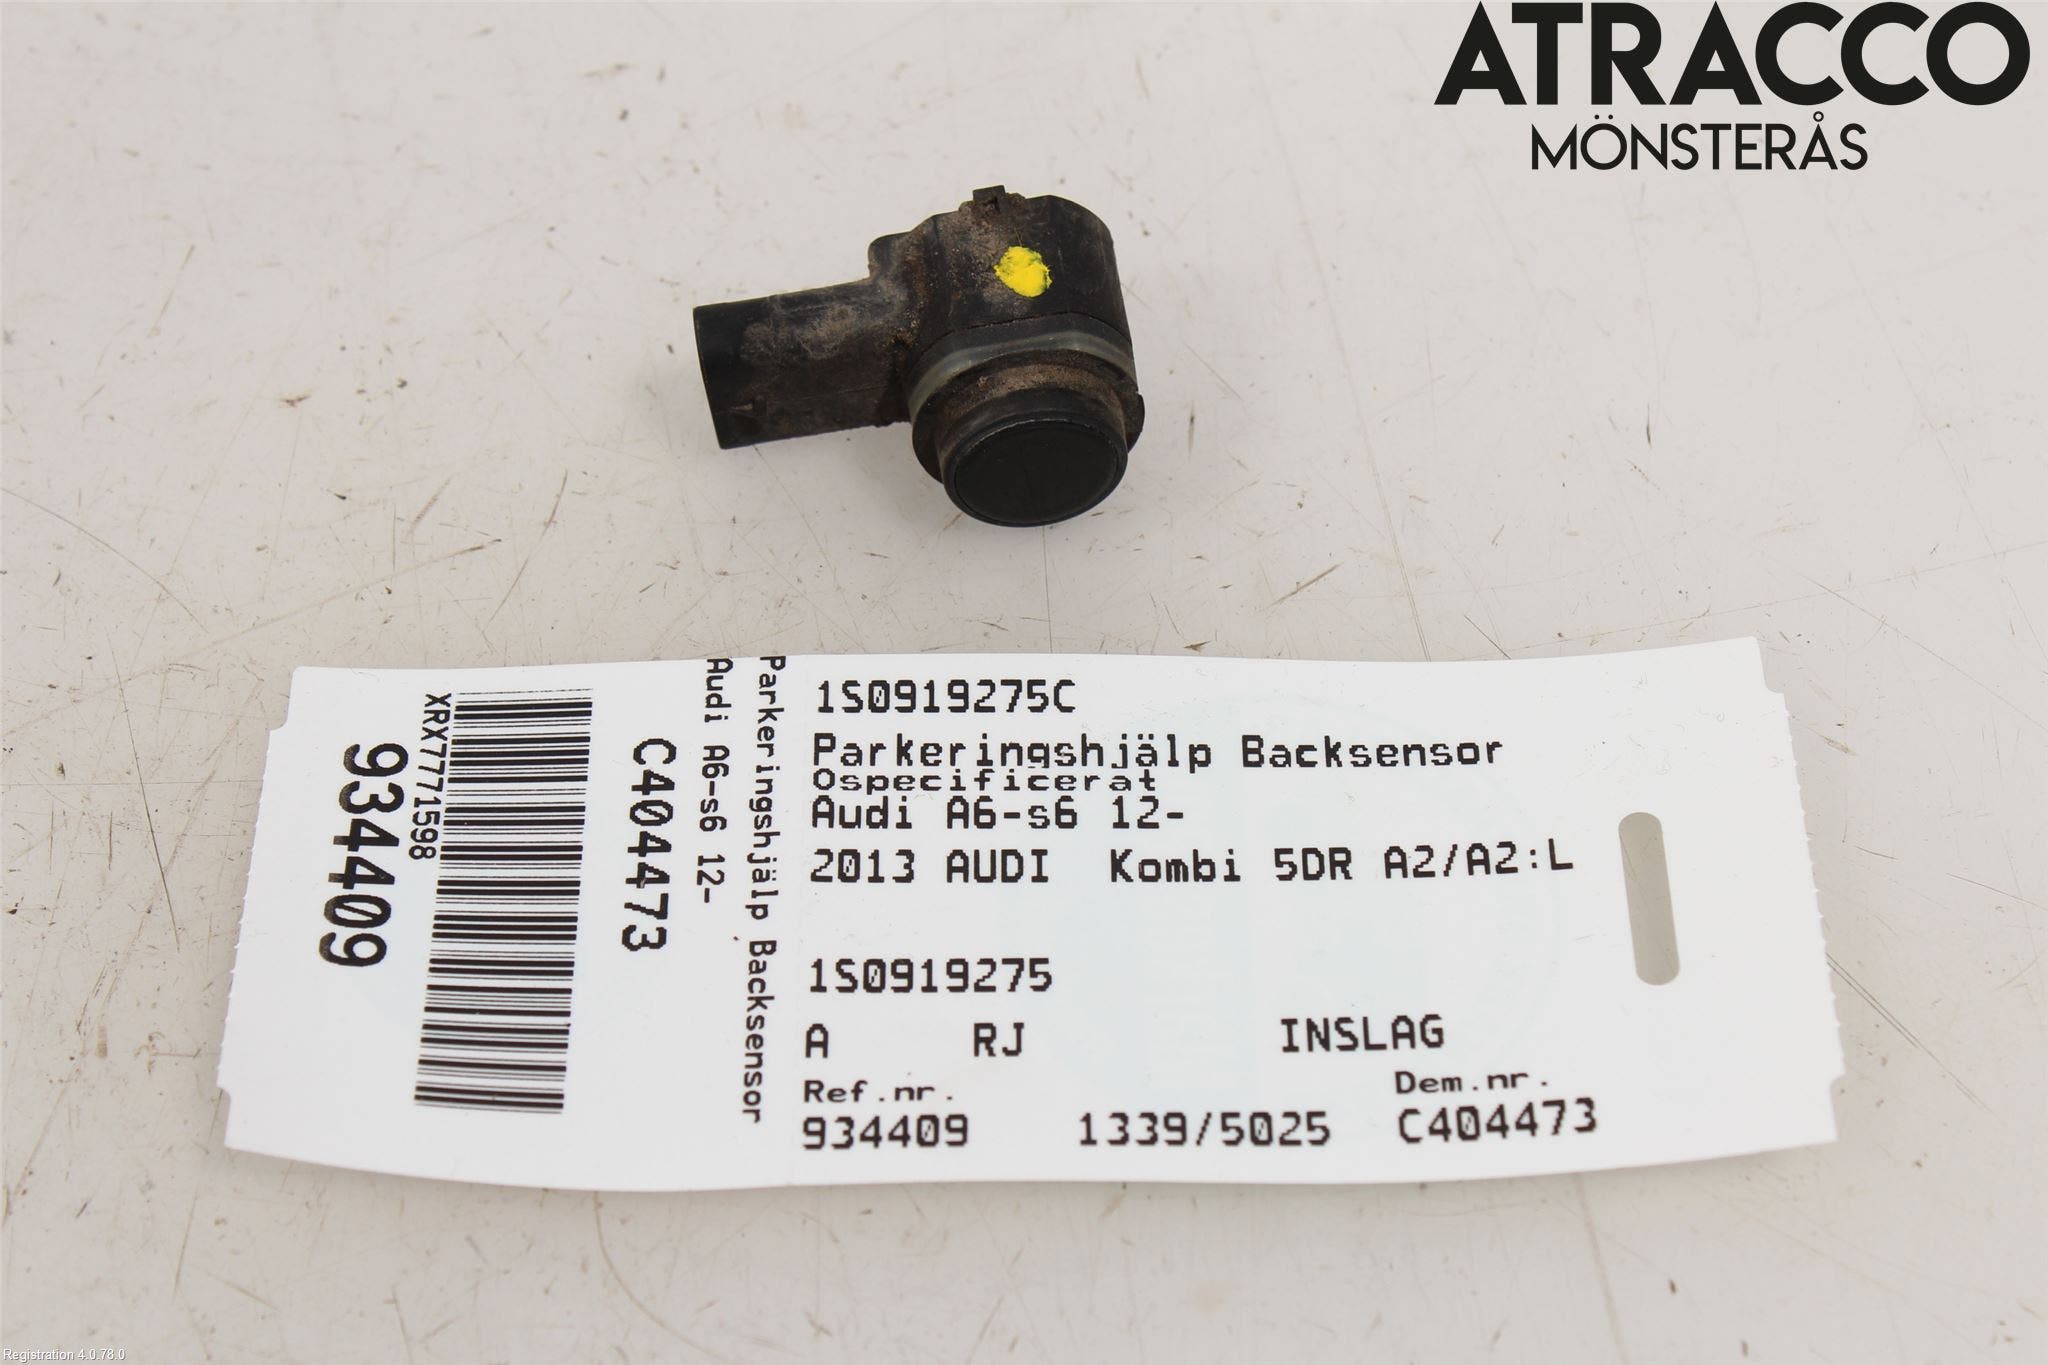 ATRACCO
MÖNSTERÅS
1S0919275C
Parkeringshjälp Backsensor
Ospecificerat
Audi A6-s6 12-
2013 AUDI Kombi 5DR A2/A2:L
1S0919275
A RJ INSLAG
Ref.nr. Dem.nr.
934409 1339/5025 C404473
Parkeringshjälp Backsensor
Audi A6-s6 12-
C404473
XRX7771598
934409
Registration 4.0.78.0